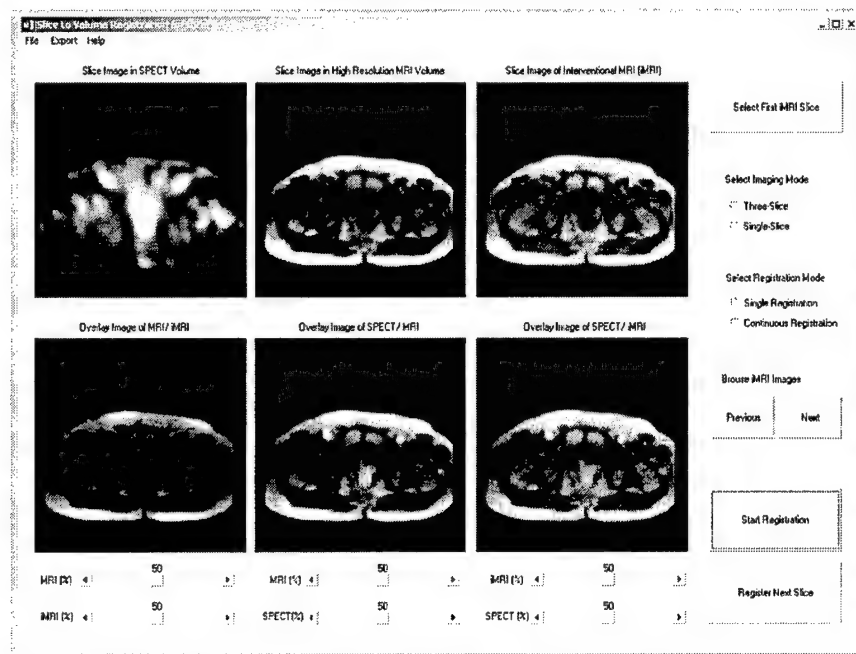 Slice to Volume Registration
File Export Help
Slice Image in SPECT Volume
Slice Image in High Resolution MRI Volume
Slice Image of Interventional MRI (iMRI)
Select First iMRI Slice
Select Imaging Mode
Three-Slice
Single-Slice
Select Registration Mode
Single Registration
Continuous Registration
Overlay Image of MRI/ iMRI
Overlay Image of SPECT/ MRI
Overlay Image of SPECT/ iMRI
Browse iMRI Images
Previous Next
Start Registration
Register Next Slice
MRI (%) 50
MRI (%) 50
iMRI (%) 50
iMRI (%) 50
SPECT(%) 50
SPECT (%) 50